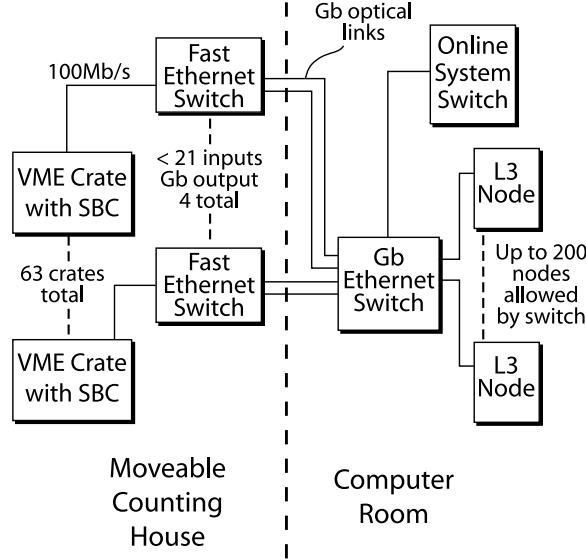 Gb optical
links
Fast
Ethernet
Switch
Online
System
Switch
100Mb/s
< 21 inputs
Gb output
4 total
VME Crate
with SBC
L3
Node
63 crates
total
Fast
Ethernet
Switch
Gb
Ethernet
Switch
Up to 200
nodes
allowed
by switch
VME Crate
with SBC
L3
Node
Moveable
Counting
House
Computer
Room